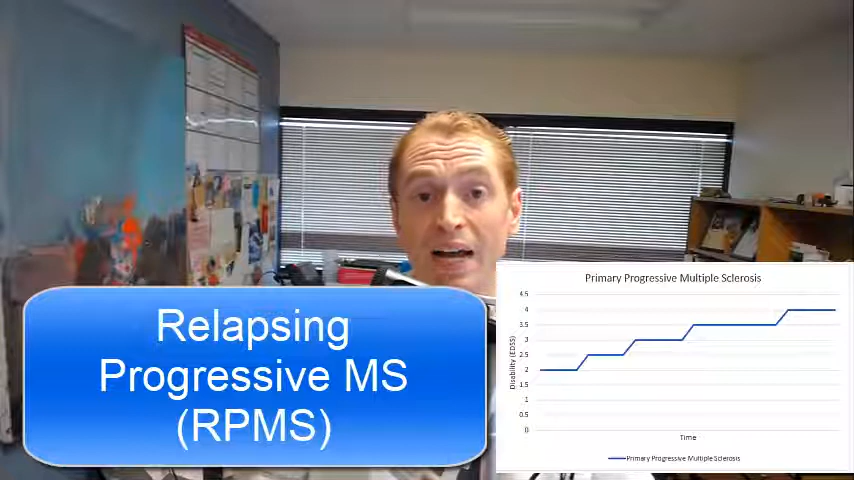 Relapsing
Progressive MS
(RPMS)
Primary Progressive Multiple Sclerosis
4.5
4
3.5
3
2.5
2
1.5
1
0.5
0
Disability (EDSS)
Time
Primary Progressive Multiple Sclerosis